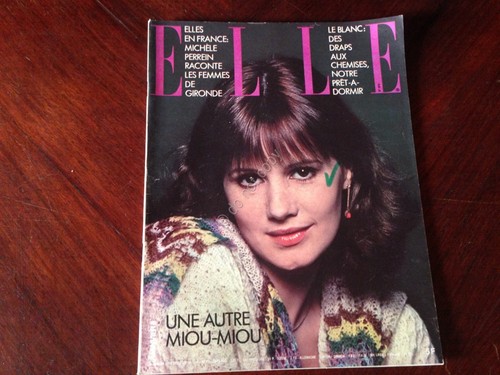 ELLE
ELLES
EN FRANCE:
MICHÈLE
PERREIN
RACONTE
LES FEMMES
DE
GIRONDE
LE BLANC:
DES
DRAPS
AUX
CHEMISES,
NOTRE
PRÊT-A-
DORMIR
UNE AUTRE
MIOU-MIOU